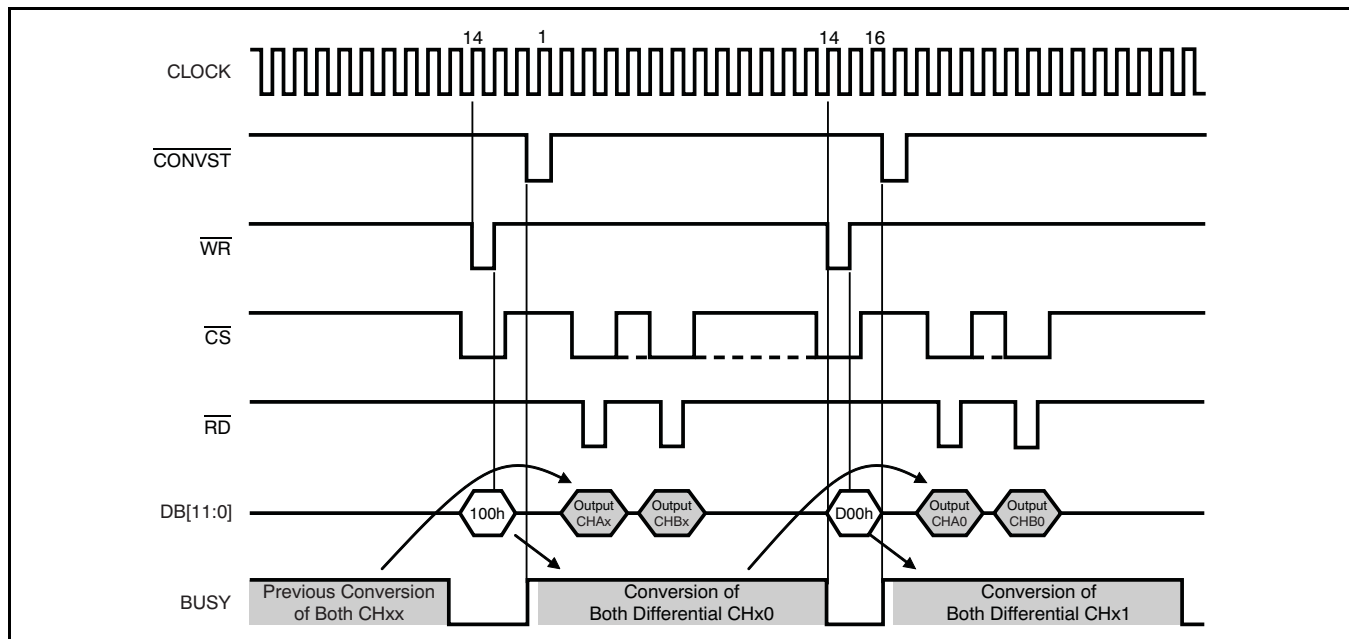 14 1 14 16
CLOCK
CONVST
WR
CS
RD
DB[11:0]
100h
Output
CHAx
Output
CHBx
D00h
Output
CHA0
Output
CHB0
BUSY
Previous Conversion
of Both CHxx
Conversion of
Both Differential CHx0
Conversion of
Both Differential CHx1